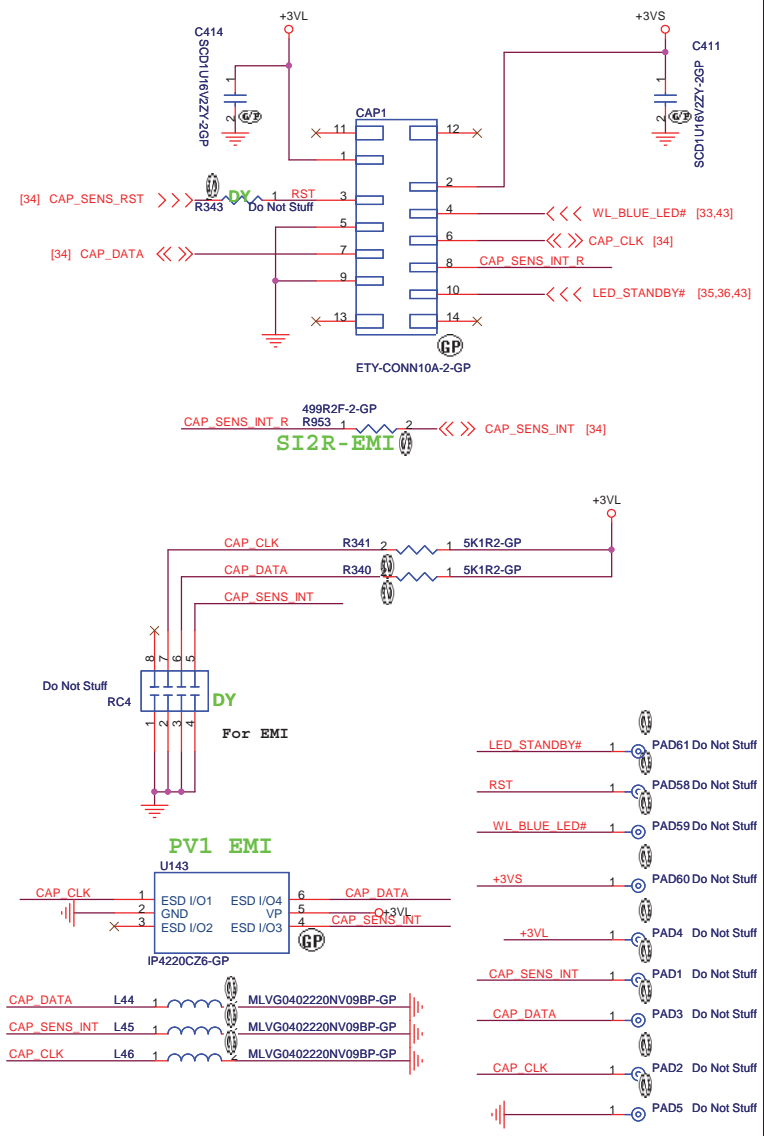 +3VL
+3VS
C414
C411
SCD1U16V2ZY-2GP
SCD1U16V2ZY-2GP
1
2
G/P
1
2
G/P
CAP1
11
12
1
2
[34] CAP_SENS_RST
R343
DY
1
RST
Do Not Stuff
3
4
WL_BLUE_LED# [33,43]
5
6
CAP_CLK [34]
[34] CAP_DATA
7
8
CAP_SENS_INT_R
9
10
LED_STANDBY# [35,36,43]
13
14
GP
ETY-CONN10A-2-GP
499R2F-2-GP
CAP_SENS_INT_R
R953
1
2
CAP_SENS_INT [34]
SI2R-EMI
+3VL
CAP_CLK
R341
2
1
5K1R2-GP
CAP_DATA
R340
2
1
5K1R2-GP
CAP_SENS_INT
8 7 6 5
Do Not Stuff
RC4
DY
1 2 3 4
For EMI
LED_STANDBY#
1
PAD61 Do Not Stuff
RST
1
PAD58 Do Not Stuff
WL_BLUE_LED#
1
PAD59 Do Not Stuff
+3VS
1
PAD60 Do Not Stuff
+3VL
1
PAD4 Do Not Stuff
CAP_SENS_INT
1
PAD1 Do Not Stuff
CAP_DATA
1
PAD3 Do Not Stuff
CAP_CLK
1
PAD2 Do Not Stuff
1
PAD5 Do Not Stuff
PV1 EMI
U143
CAP_CLK
1
ESD I/O1
ESD I/O4
6
CAP_DATA
2
GND
VP
5
+3VL
3
ESD I/O2
ESD I/O3
4
CAP_SENS_INT
GP
IP4220CZ6-GP
CAP_DATA
L44
1
MLVG0402220NV09BP-GP
CAP_SENS_INT
L45
1
MLVG0402220NV09BP-GP
CAP_CLK
L46
1
2
MLVG0402220NV09BP-GP